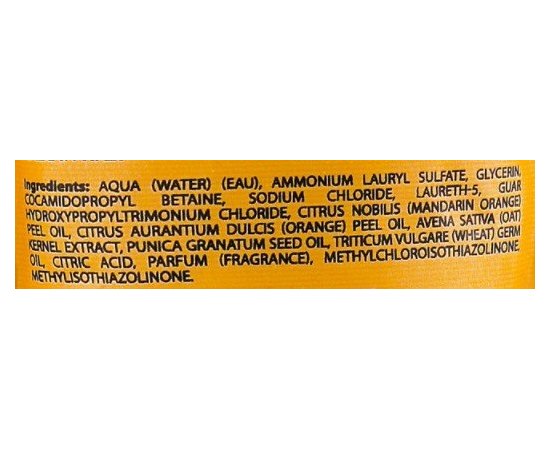 Ingredients: AQUA (WATER) (EAU), AMMONIUM LAURYL SULFATE, GLYCERIN,
COCAMIDOPROPYL BETAINE, SODIUM CHLORIDE, LAURETH-5, GUAR
HYDROXYPROPYLTRIMONIUM CHLORIDE, CITRUS NOBILIS (MANDARIN ORANGE)
PEEL OIL, CITRUS AURANTIUM DULCIS (ORANGE) PEEL OIL, AVENA SATIVA (OAT)
KERNEL EXTRACT, PUNICA GRANATUM SEED OIL, TRITICUM VULGARE (WHEAT) GERM
OIL, CITRIC ACID, PARFUM (FRAGRANCE), METHYLCHLOROISOTHIAZOLINONE.
METHYLISOTHIAZOLINONE.